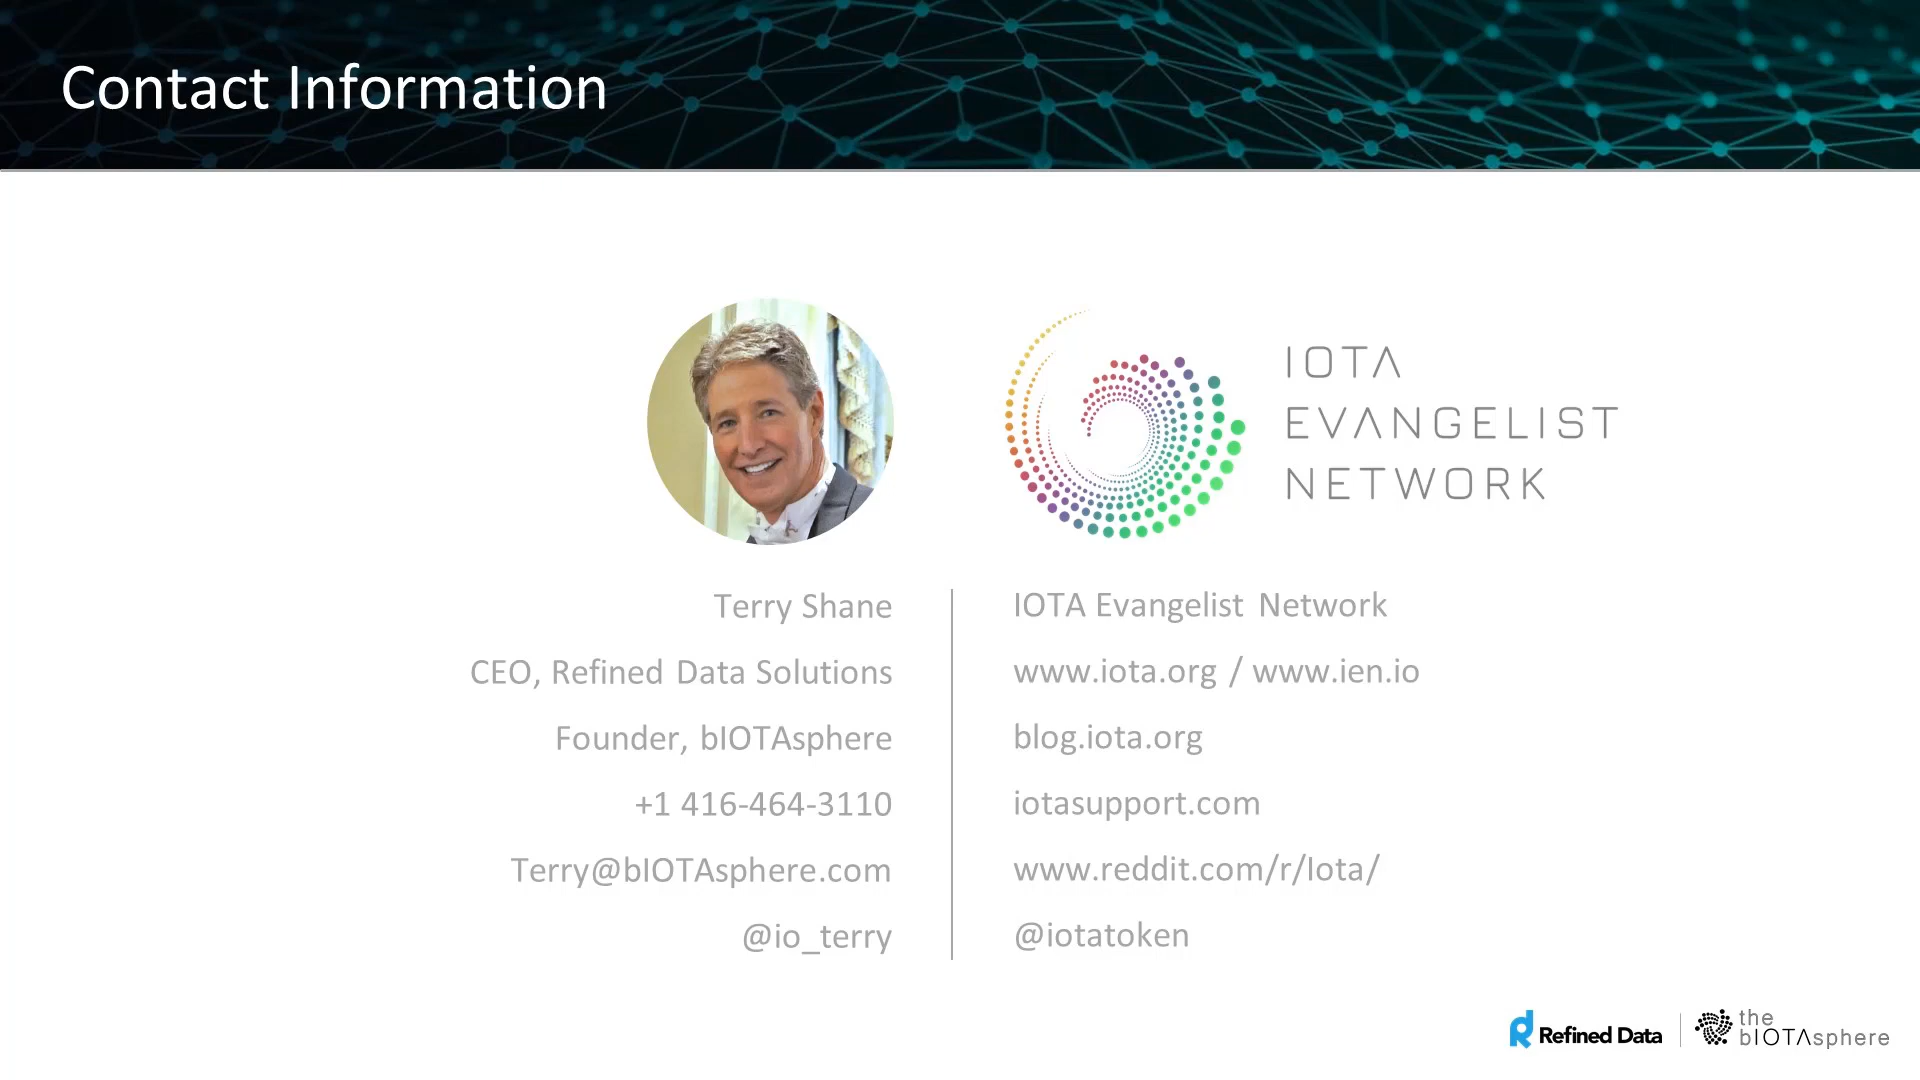 Contact Information
IOTA
EVANGELIST
NETWORK
Terry Shane
CEO, Refined Data Solutions
Founder, bIOTAsphere
+1 416-464-3110
Terry@bIOTAsphere.com
@io_terry
IOTA Evangelist Network
www.iota.org / www.ien.io
blog.iota.org
iotasupport.com
www.reddit.com/r/Iota/
@iotatoken
Refined Data
the
bIOTAsphere